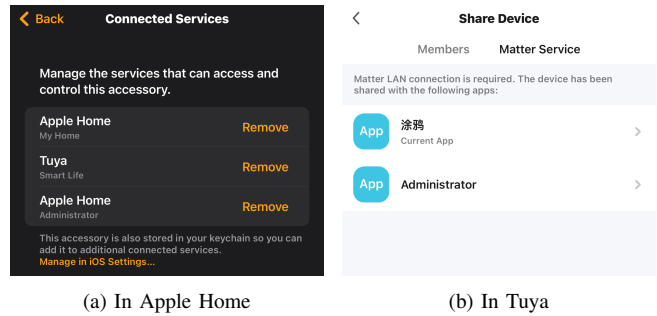 Back
Connected Services
Manage the services that can access and
control this accessory.
Apple Home
My Home
Remove
Tuya
Smart Life
Remove
Apple Home
Administrator
Remove
This accessory is also stored in your keychain so you can
add it to additional connected services.
Manage in iOS Settings...
(a) In Apple Home
Share Device
Members
Matter Service
Matter LAN connection is required. The device has been
shared with the following apps:
App
涂鸦
Current App
App
Administrator
(b) In Tuya